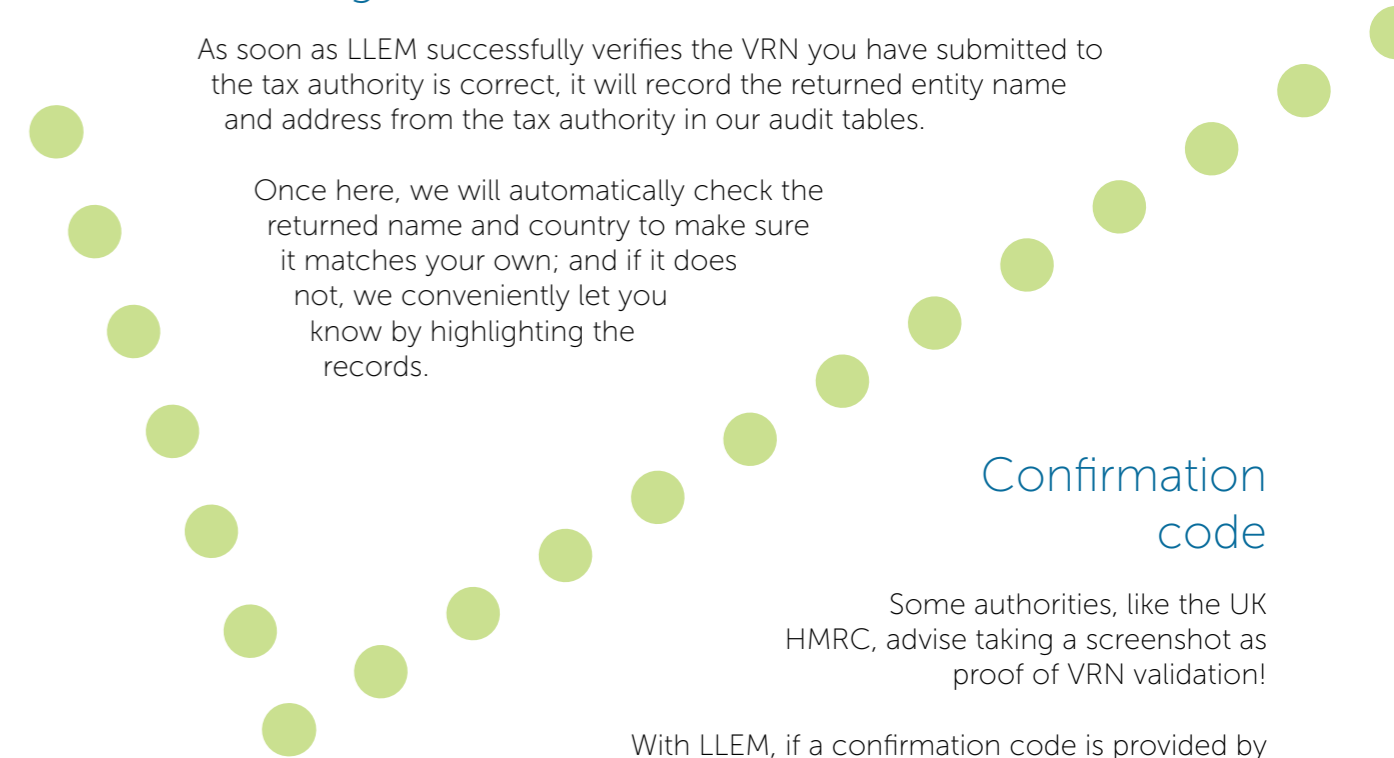 As soon as LLEM successfully verifies the VRN you have submitted to
the tax authority is correct, it will record the returned entity name
and address from the tax authority in our audit tables.
Once here, we will automatically check the
returned name and country to make sure
it matches your own; and if it does
not, we conveniently let you
know by highlighting the
records.
Confirmation
code
Some authorities, like the UK
HMRC, advise taking a screenshot as
proof of VRN validation!
With LLEM, if a confirmation code is provided by